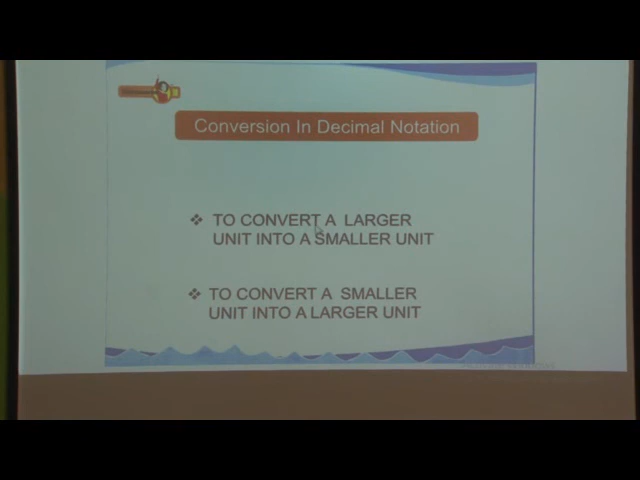 Conversion In Decimal Notation
❖ TO CONVERT A LARGER
UNIT INTO A SMALLER UNIT
❖ TO CONVERT A SMALLER
UNIT INTO A LARGER UNIT